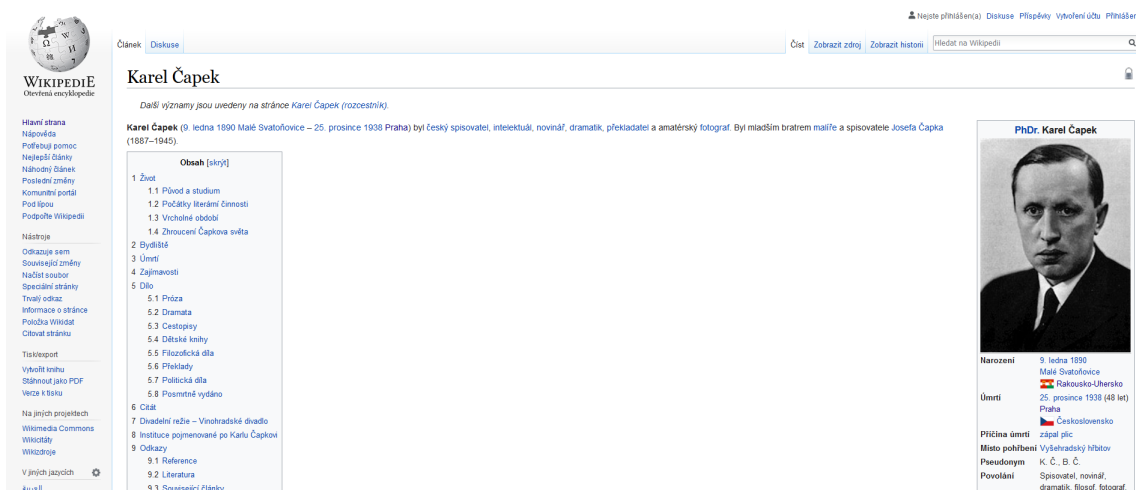 Nejste přihlášen(a) Diskuse Příspěvky Vytvoření účtu Přihlášení
Článek Diskuse
Číst Zobrazit zdroj Zobrazit historii Hledat na Wikipedii
WIKIPEDIE
Otevřená encyklopedie
Hlavní strana
Nápověda
Potřebuji pomoc
Nejlepší články
Náhodný článek
Poslední změny
Komunitní portál
Pod lípou
Podpořte Wikipedii
Nástroje
Odkazuje sem
Související změny
Načíst soubor
Speciální stránky
Trvalý odkaz
Informace o stránce
Položka Wikidat
Citovat stránku
Tisk/export
Vytvořit knihu
Stáhnout jako PDF
Verze k tisku
Na jiných projektech
Wikimedia Commons
Wikicitáty
Wikizdroje
V jiných jazycích
Karel Čapek
Další významy jsou uvedeny na stránce Karel Čapek (rozcestník).
Karel Čapek (9. ledna 1890 Malé Svatoňovice – 25. prosince 1938 Praha) byl český spisovatel, intelektuál, novinář, dramatik, překladatel a amatérský fotograf. Byl mladším bratrem malíře a spisovatele Josefa Čapka
(1887–1945).
Obsah [skrýt]
1 Život
1.1 Původ a studium
1.2 Počátky literární činnosti
1.3 Vrcholné období
1.4 Zhroucení Čapkova světa
2 Bydliště
3 Úmrtí
4 Zajímavosti
5 Dílo
5.1 Próza
5.2 Dramata
5.3 Cestopisy
5.4 Dětské knihy
5.5 Filozofická díla
5.6 Překlady
5.7 Politická díla
5.8 Posmrtně vydáno
6 Citát
7 Divadelní režie – Vinohradské divadlo
8 Instituce pojmenované po Karlu Čapkovi
9 Odkazy
9.1 Reference
9.2 Literatura
9.3 Související články
PhDr. Karel Čapek
Narození 9. ledna 1890
Malé Svatoňovice
Rakousko-Uhersko
Úmrtí 25. prosince 1938 (48 let)
Praha
Československo
Příčina úmrtí zápal plic
Místo pohřbení Vyšehradský hřbitov
Pseudonym K. Č., B. Č.
Povolání Spisovatel, novinář,
dramatik, filosof, fotograf,